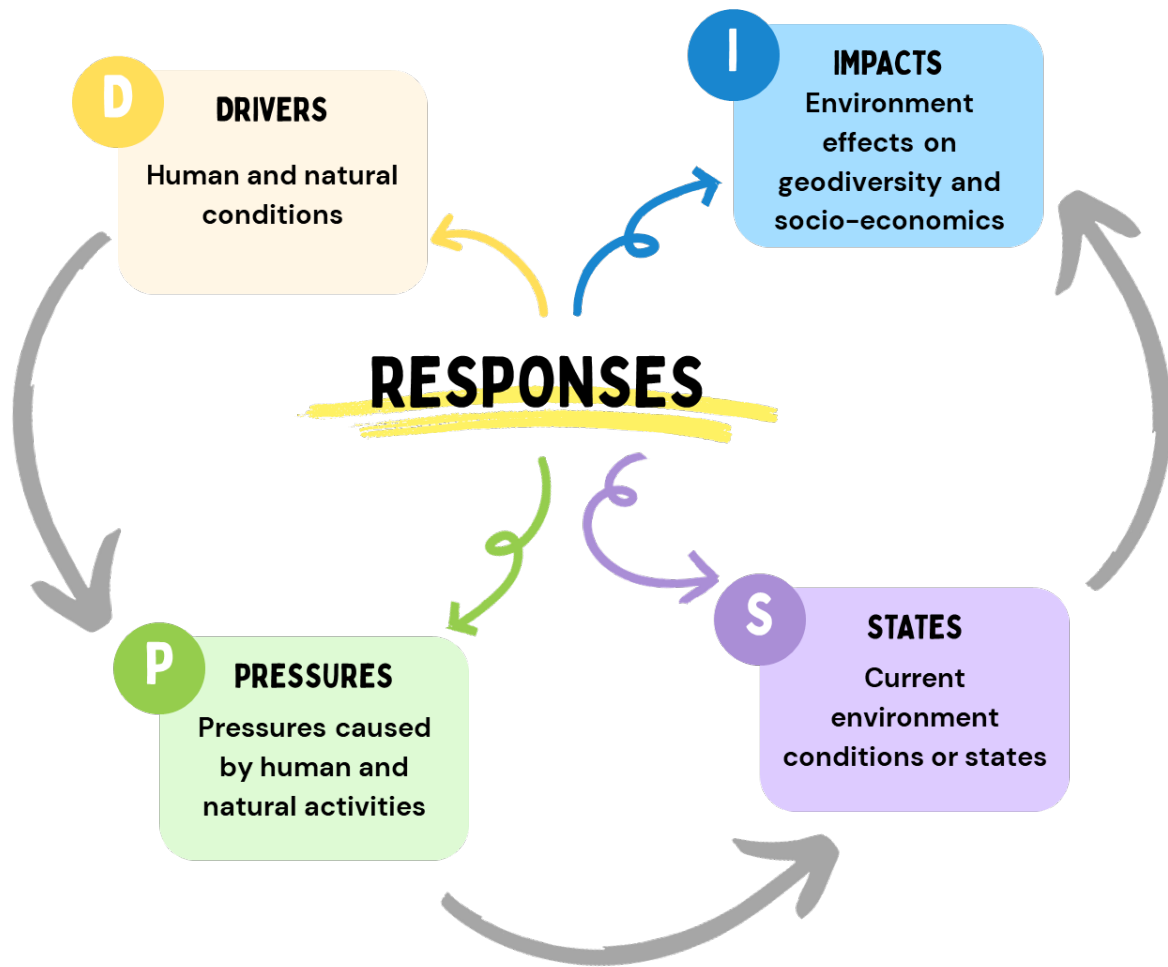 D
DRIVERS
Human and natural
conditions
I
IMPACTS
Environment
effects on
geodiversity and
socio-economics
RESPONSES
P
PRESSURES
Pressures caused
by human and
natural activities
S
STATES
Current
environment
conditions or states